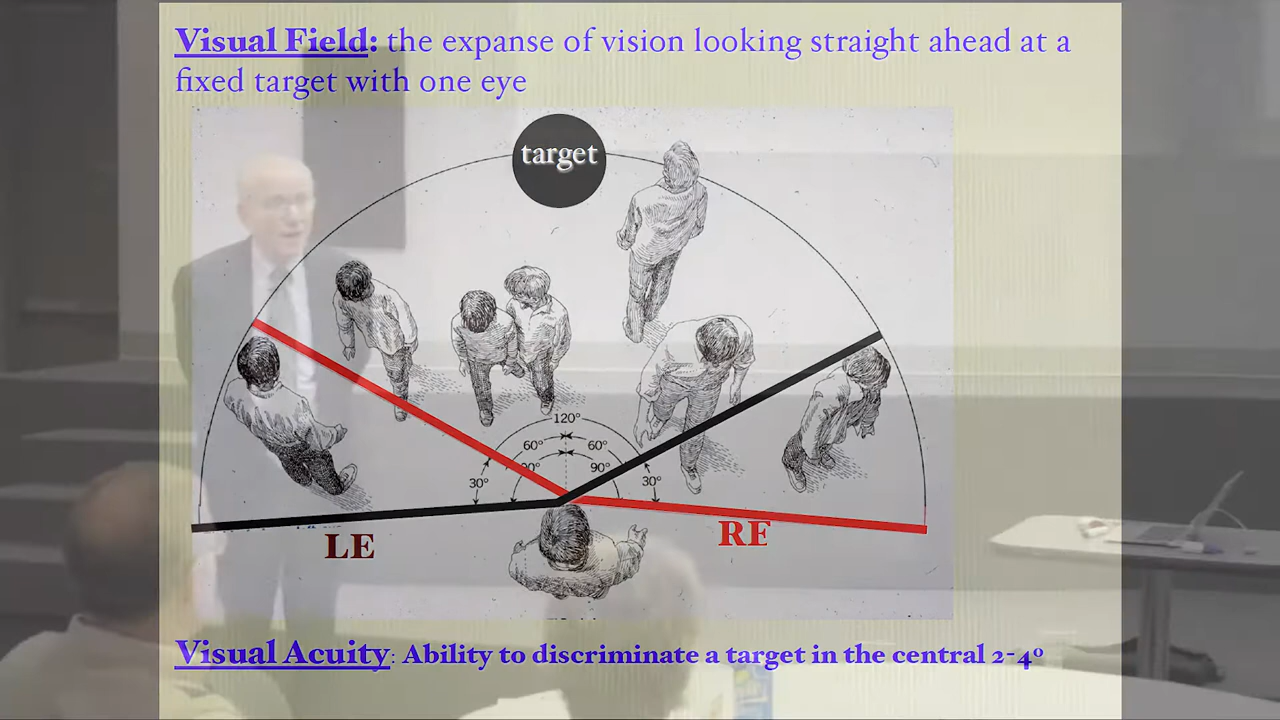 Visual Field: the expanse of vision looking straight ahead at a
fixed target with one eye
target
120°
60° 60°
90°
30° 30°
LE
RE
Visual Acuity: Ability to discriminate a target in the central 2-4°